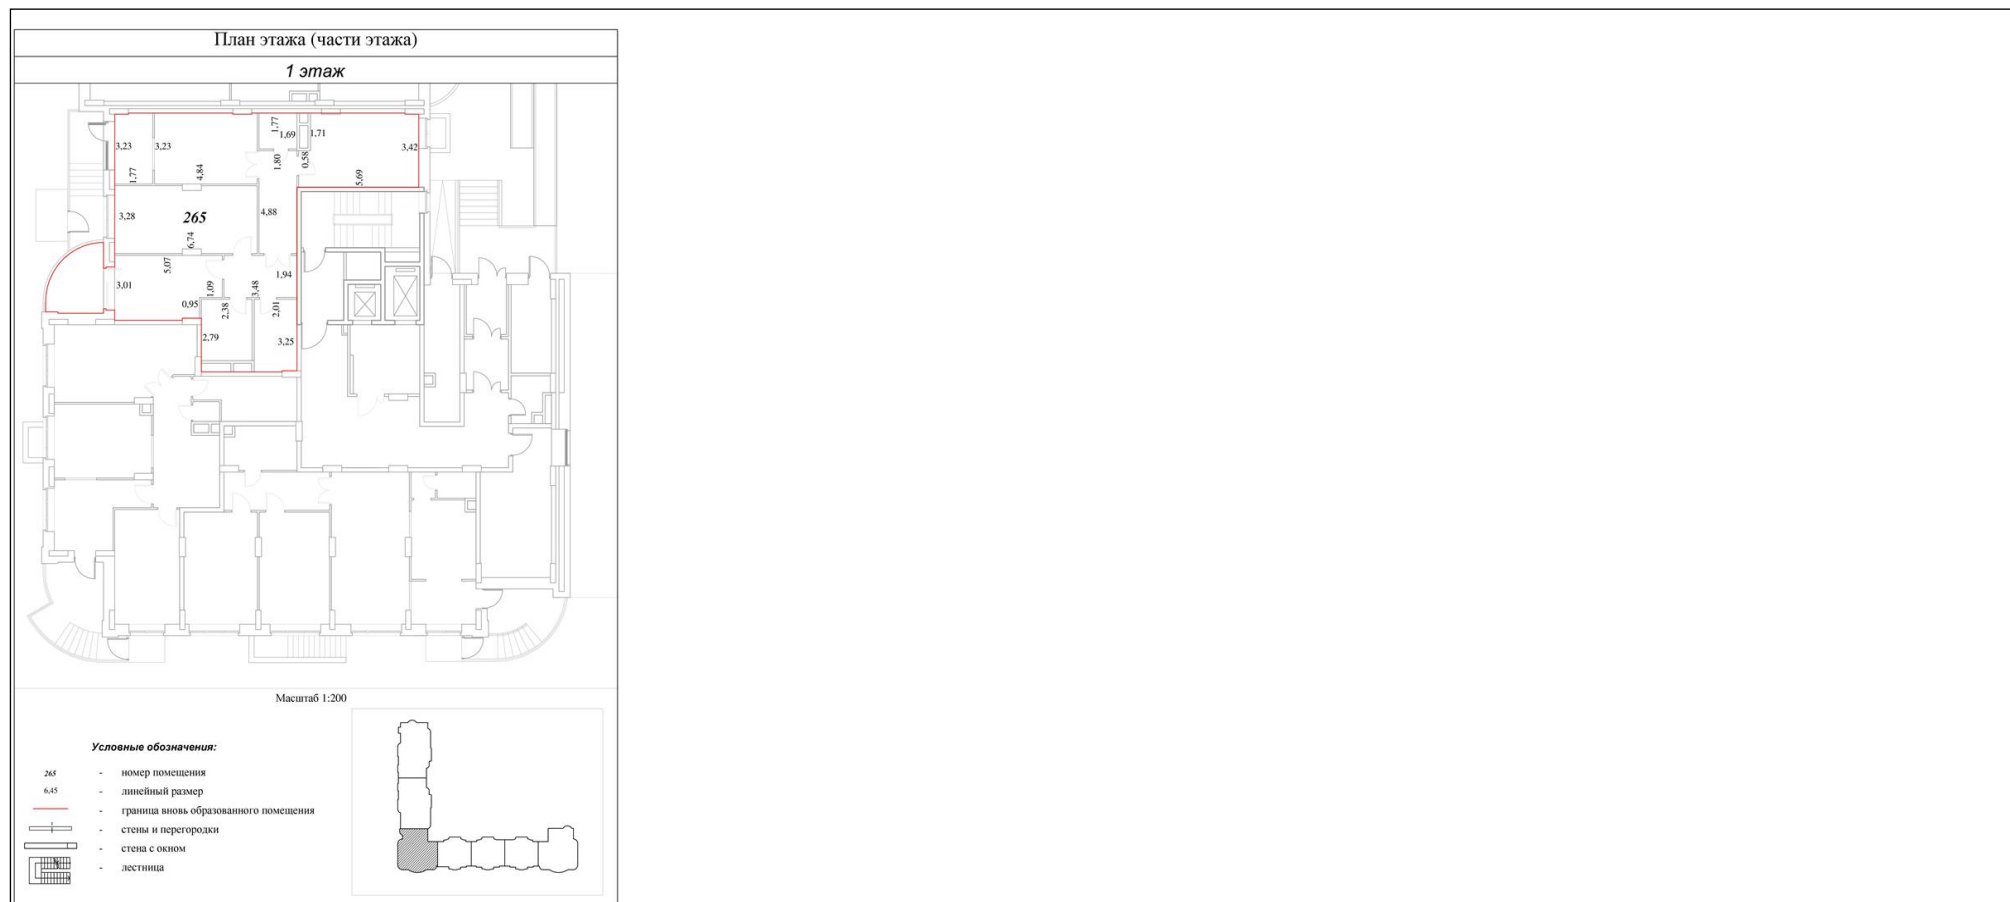 План этажа (части этажа)
1 этаж
3,23
1,77
3,23
4,84
1,77
1,69
1,71
3,42
1,80
0,58
5,69
3,28
265
6,74
4,88
5,07
1,94
3,01
1,09
3,48
0,95
2,38
2,01
2,79
3,25
Масштаб 1:200
Условные обозначения:
265 - номер помещения
6,45 - линейный размер
- граница вновь образованного помещения
- стены и перегородки
- стена с окном
- лестница